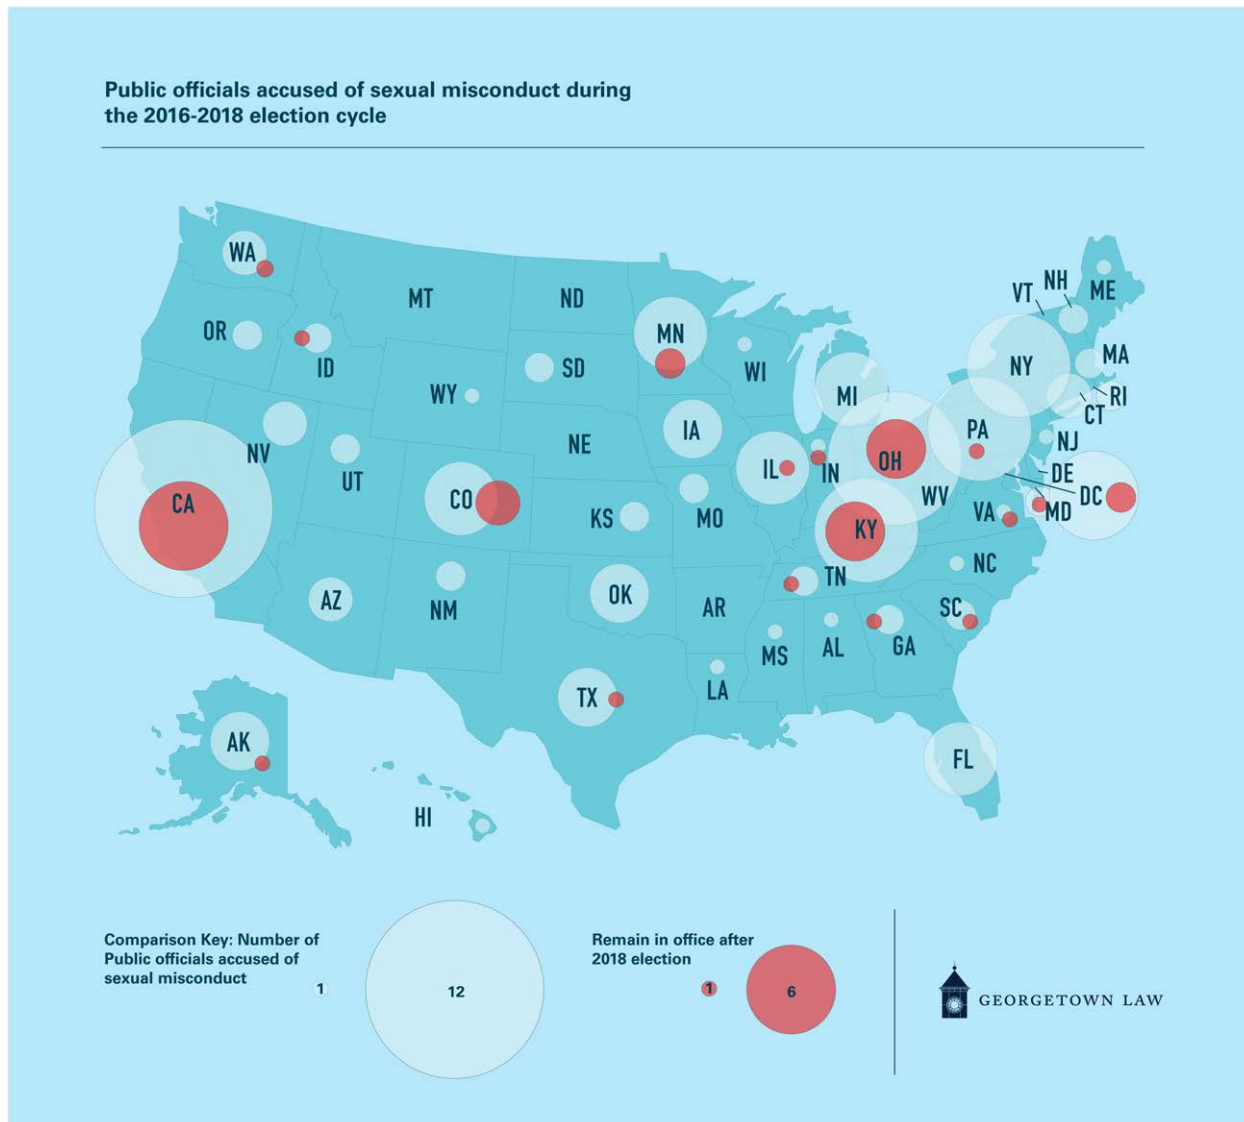 Public officials accused of sexual misconduct during
the 2016-2018 election cycle
WA
MT
ND
MN
VT
NH
ME
OR
ID
SD
WI
MI
NY
MA
WY
RI
CT
IA
PA
NV
NE
IL
IN
OH
NJ
UT
DE
CA
CO
WV
DC
KS
MO
VA
MD
KY
NC
TN
AZ
NM
OK
AR
SC
MS
AL
GA
TX
LA
AK
FL
HI
Comparison Key: Number of
Public officials accused of
sexual misconduct
1
12
Remain in office after
2018 election
1
6
GEORGETOWN LAW